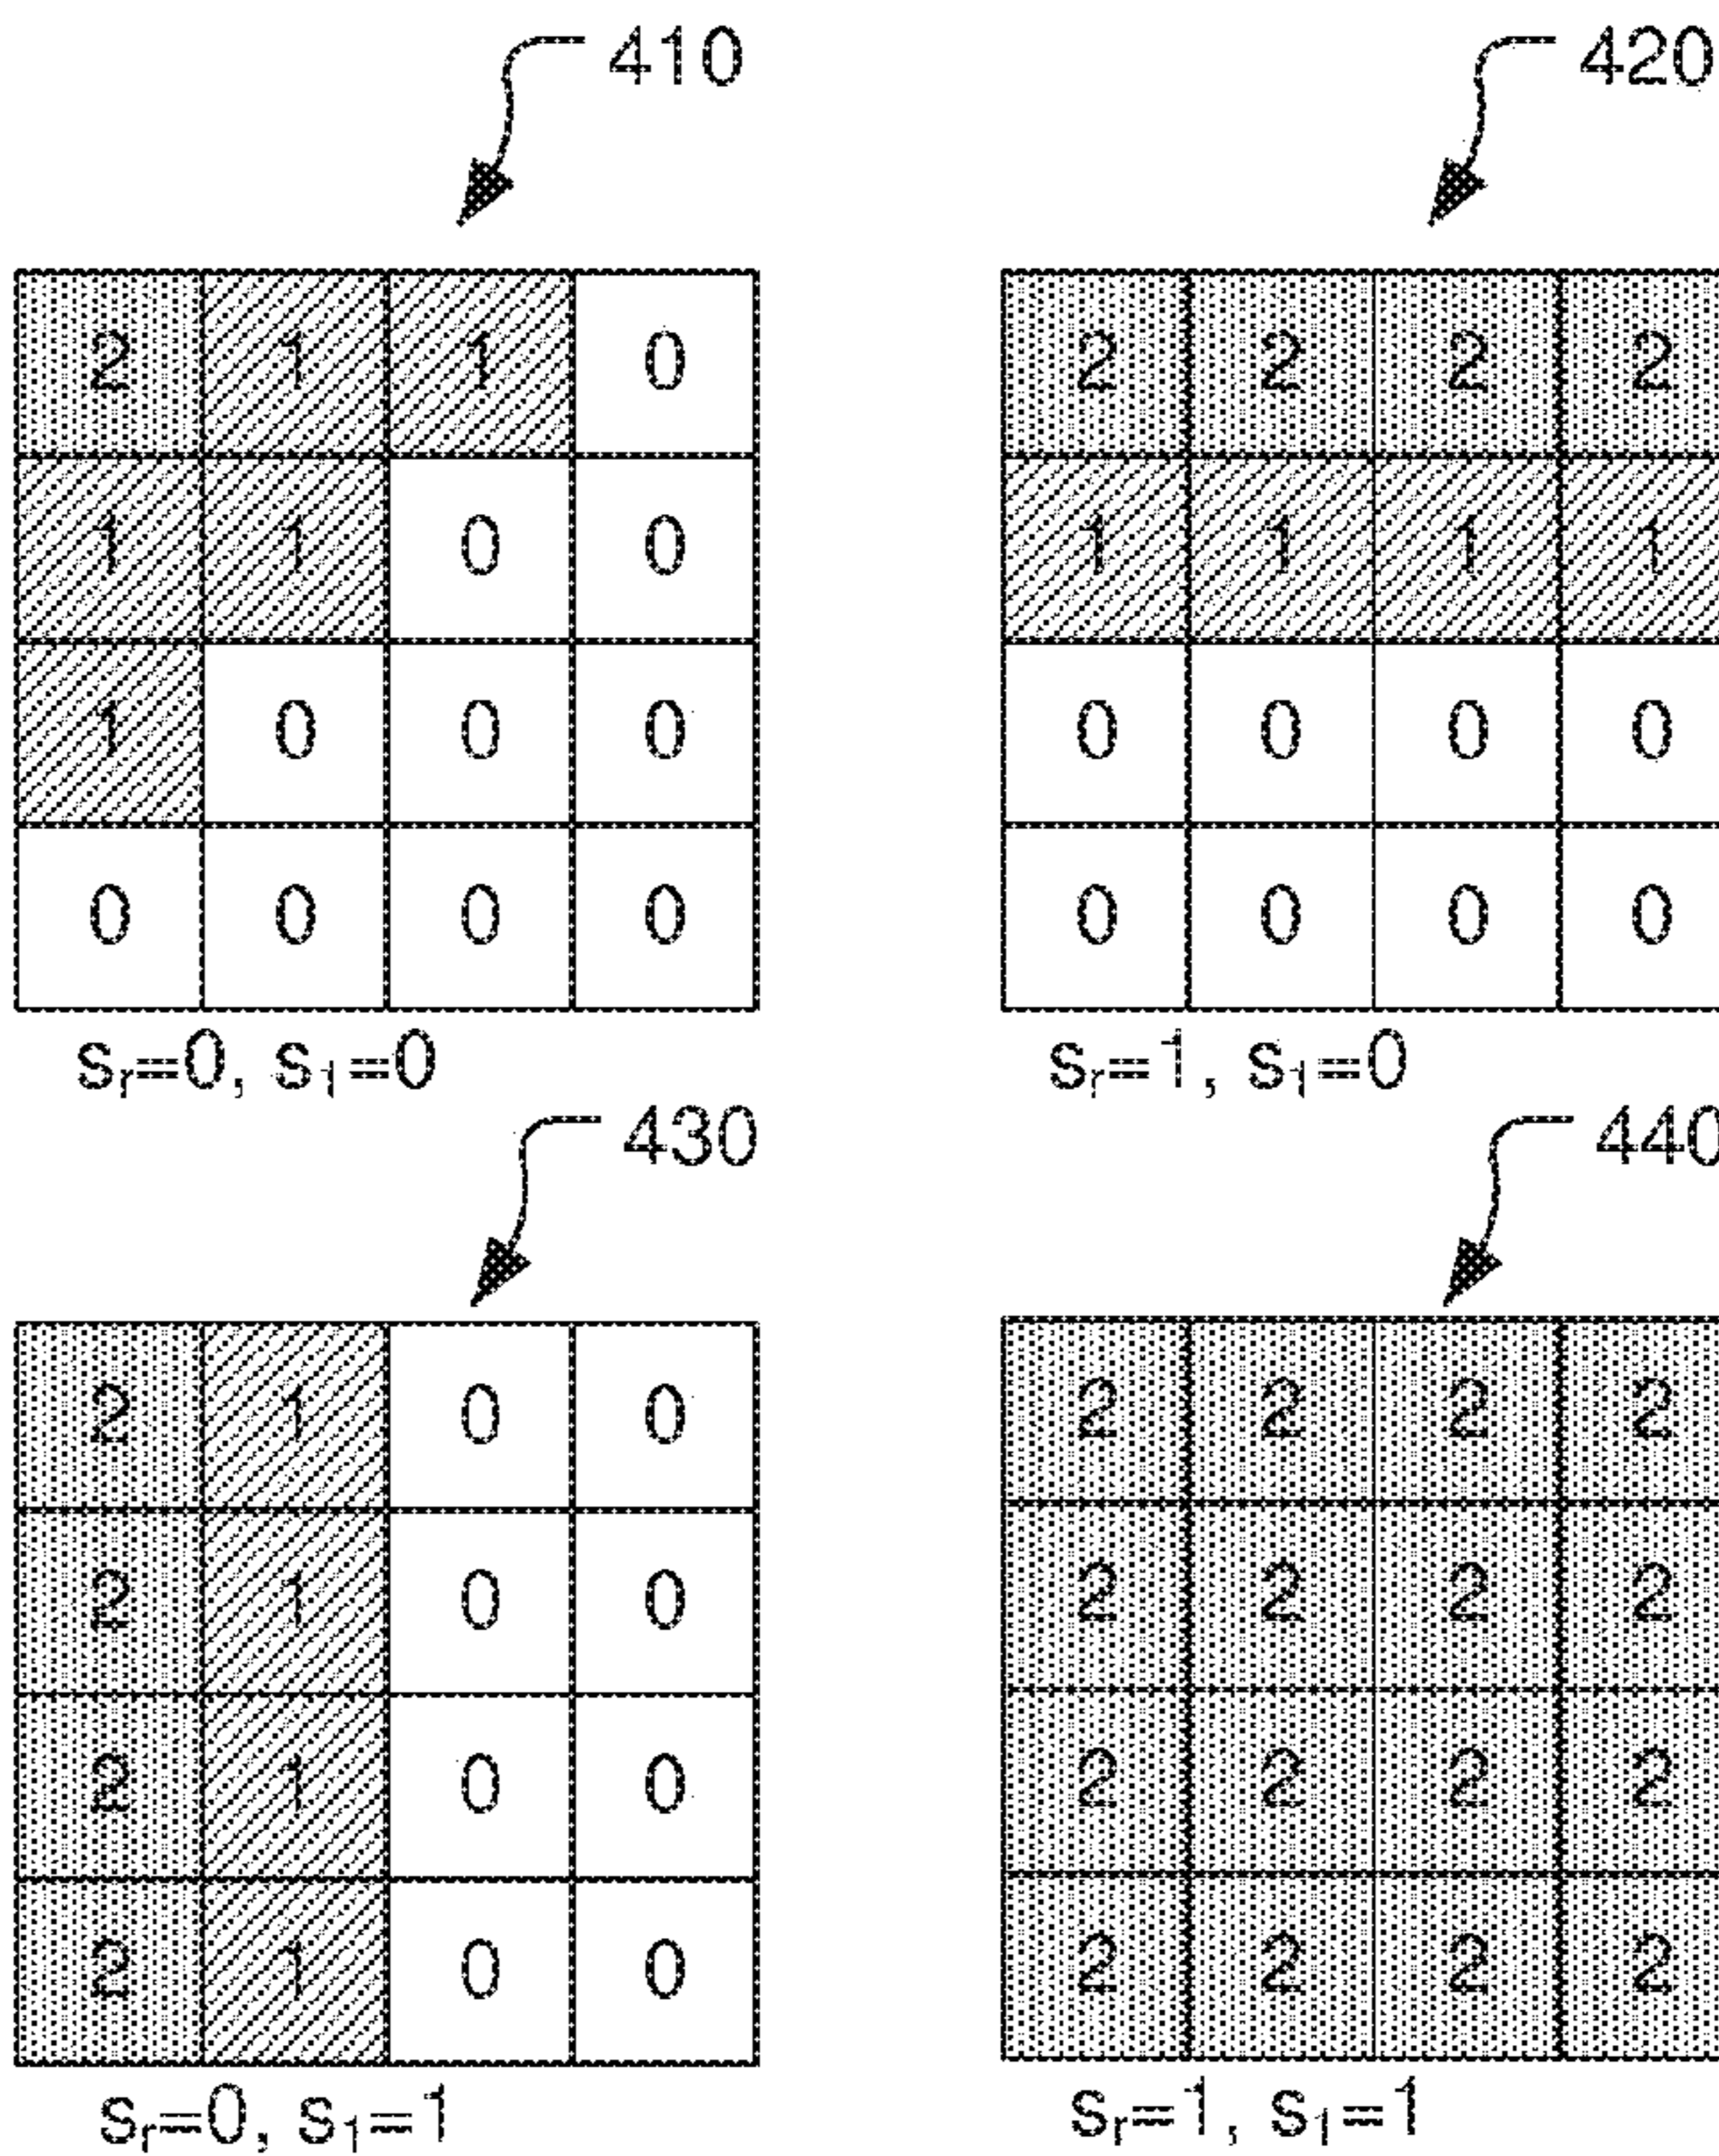 410
2 1 1 0
1 1 0 0
1 0 0 0
0 0 0 0
sr=0, s1=0
420
2 2 2 2
1 1 1 1
0 0 0 0
0 0 0 0
sr=1, s1=0
430
2 1 0 0
2 1 0 0
2 1 0 0
2 1 0 0
sr=0, s1=1
440
2 2 2 2
2 2 2 2
2 2 2 2
2 2 2 2
sr=1, s1=1